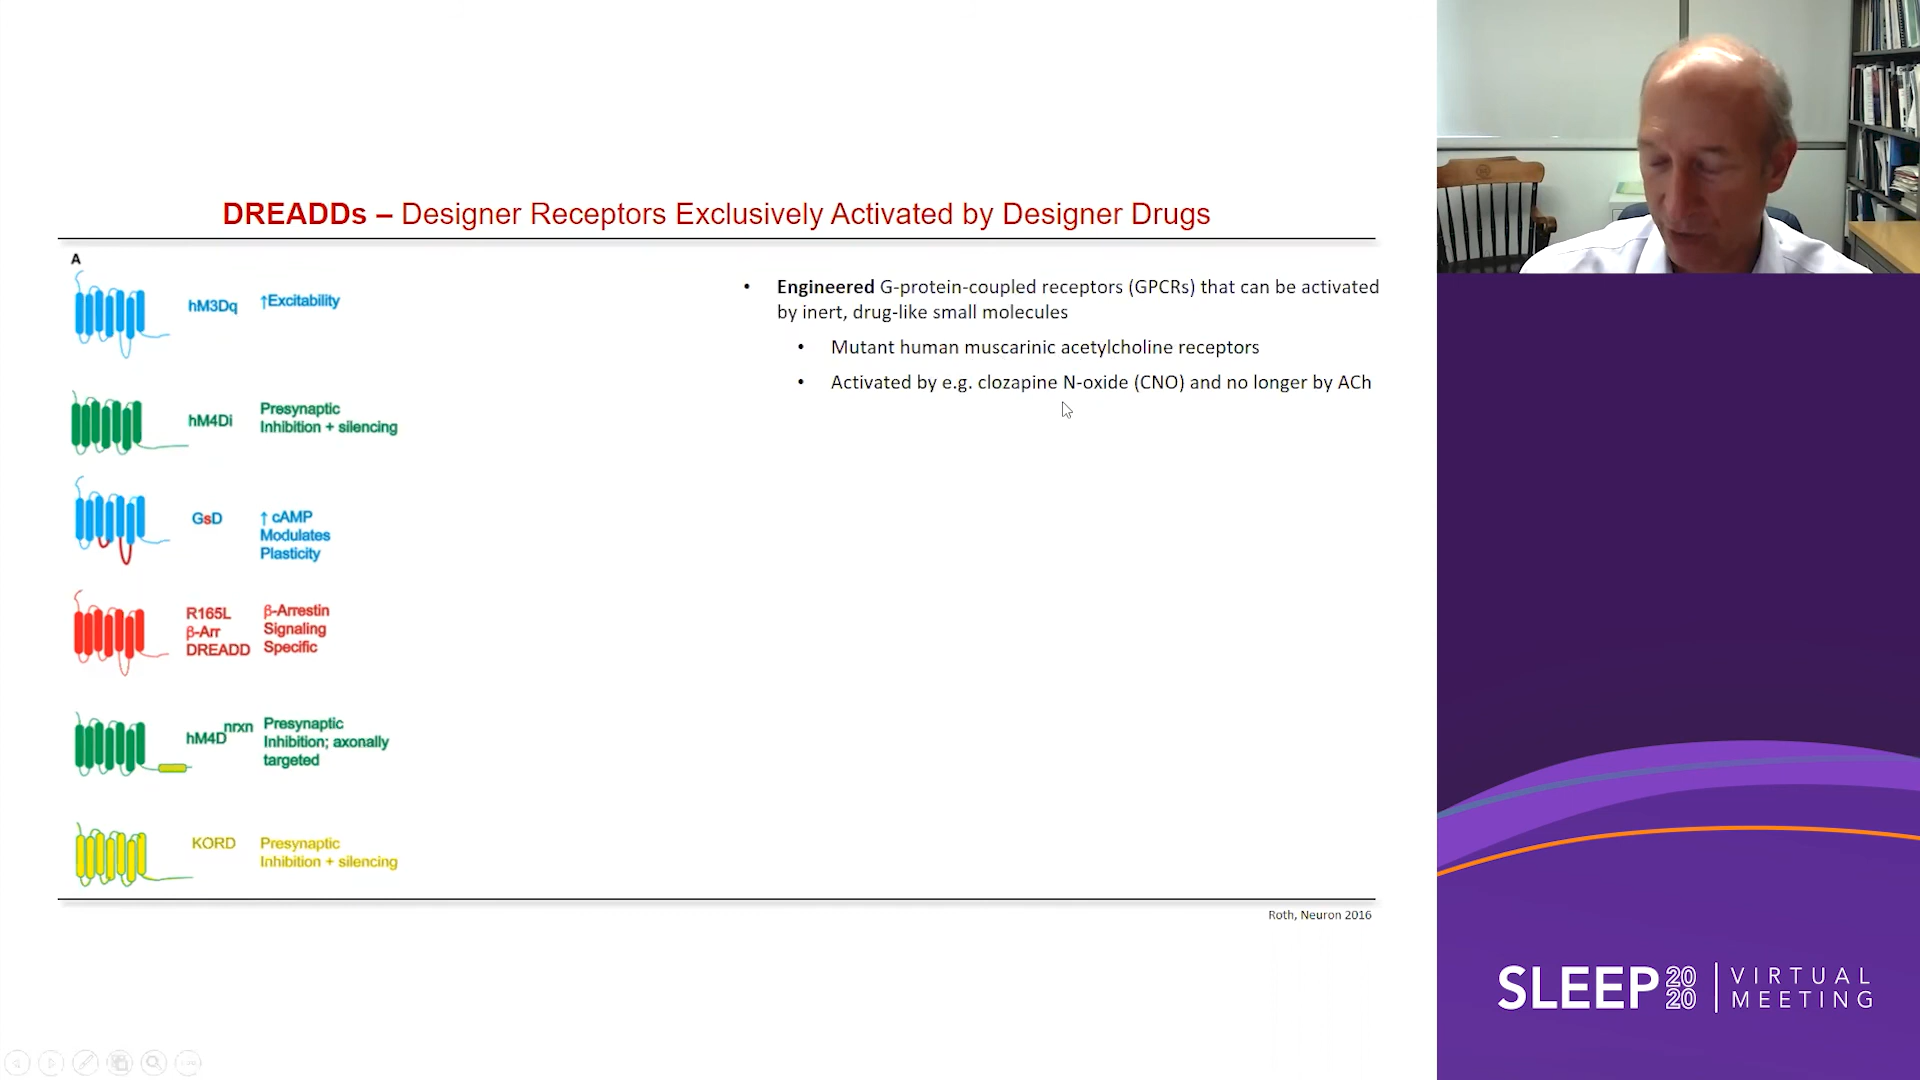 DREADDs – Designer Receptors Exclusively Activated by Designer Drugs
A
hM3Dq
↑Excitability
hM4Di
Presynaptic
Inhibition + silencing
GsD
↑ cAMP
Modulates
Plasticity
R165L
β-Arr
DREADD
β-Arrestin
Signaling
Specific
hM4Dnrxn
Presynaptic
Inhibition; axonally
targeted
KORD
Presynaptic
Inhibition + silencing
• Engineered G-protein-coupled receptors (GPCRs) that can be activated
by inert, drug-like small molecules
• Mutant human muscarinic acetylcholine receptors
• Activated by e.g. clozapine N-oxide (CNO) and no longer by ACh
Roth, Neuron 2016
SLEEP 2020 | VIRTUAL
MEETING